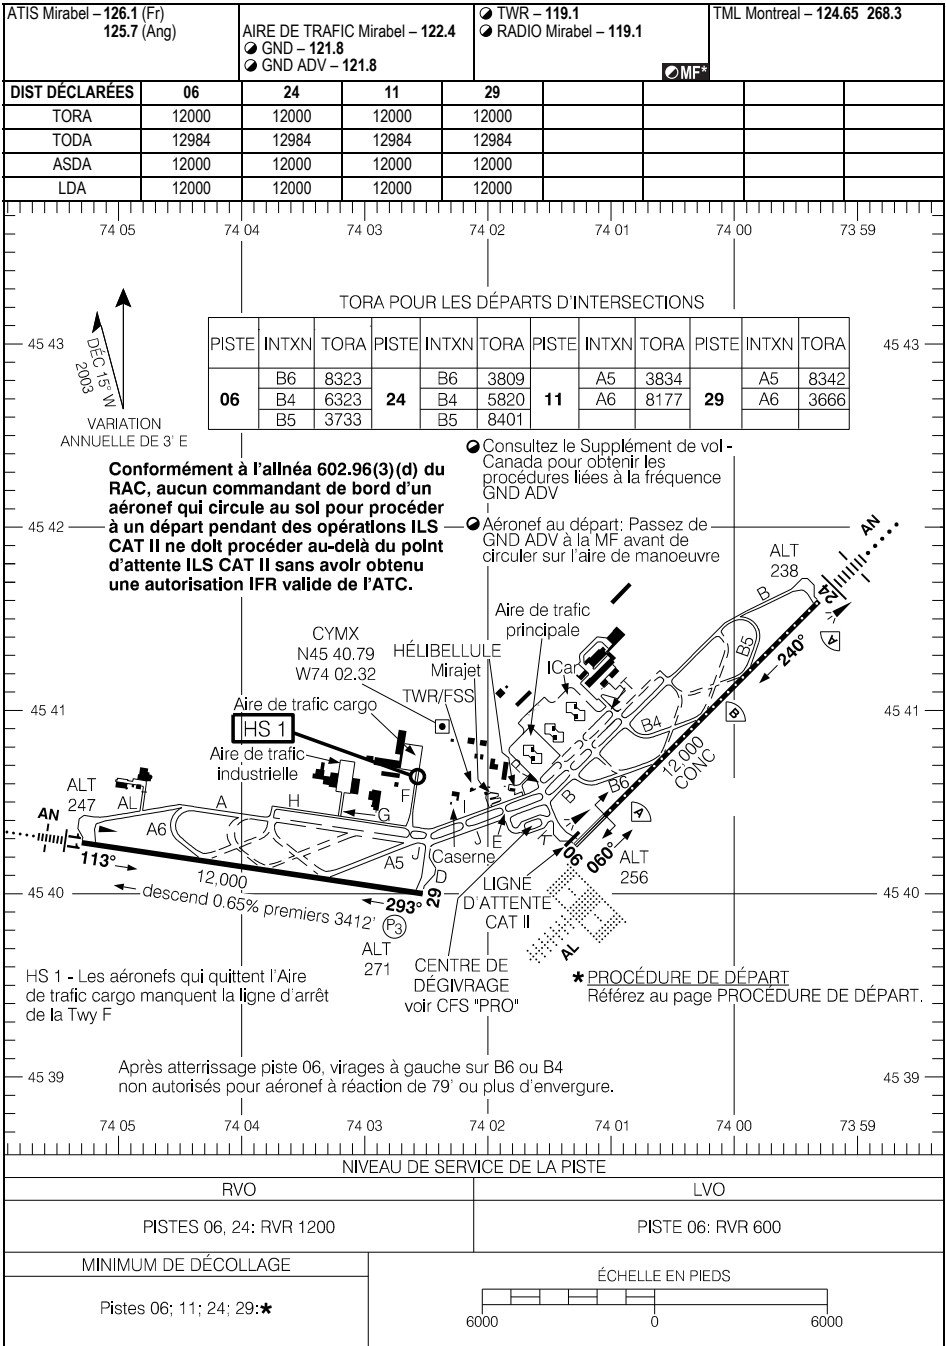 ATIS Mirabel – 126.1 (Fr)
125.7 (Ang)
AIRE DE TRAFIC Mirabel – 122.4
GND – 121.8
GND ADV – 121.8
TWR – 119.1
RADIO Mirabel – 119.1
MF*
TML Montreal – 124.65 268.3
DIST DÉCLARÉES 06 24 11 29
TORA 12000 12000 12000 12000
TODA 12984 12984 12984 12984
ASDA 12000 12000 12000 12000
LDA 12000 12000 12000 12000
74 05 74 04 74 03 74 02 74 01 74 00 73 59
TORA POUR LES DÉPARTS D'INTERSECTIONS
PISTE INTXN TORA PISTE INTXN TORA PISTE INTXN TORA PISTE INTXN TORA
06 B6 8323 24 B6 3809 11 A5 3834 29 A5 8342
B4 6323 B4 5820 A6 8177 A6 3666
B5 3733 B5 8401
45 43 45 43
DÉC 15° W
2003
VARIATION
ANNUELLE DE 3' E
Conformément à l'allnéa 602.96(3)(d) du
RAC, aucun commandant de bord d'un
aéronef qui circule au sol pour procéder
à un départ pendant des opérations ILS
CAT II ne dolt procéder au-delà du point
d'attente ILS CAT II sans avolr obtenu
une autorisation IFR valide de l'ATC.
Consultez le Supplément de vol -
Canada pour obtenir les
procédures liées à la fréquence
GND ADV
Aéronef au départ: Passez de
GND ADV à la MF avant de
circuler sur l'aire de manoeuvre
45 42 45 42
AN
ALT
238
24
B
B5
240°
A
Aire de trafic
principale
CYMX
N45 40.79
W74 02.32
HÉLIBELLULE
Mirajet
ICar
TWR/FSS
Aire de trafic cargo
45 41 45 41
HS 1
B
B4
12,000
CONC
Aire de trafic
industrielle
B6
B
A
ALT
247
AL
A
H
G
F
I
J
E
K
AN
11
A6
113°
A5
J
Caserne
D
06
060°
ALT
256
12,000
descend 0.65% premiers 3412'
293°
29
P3
ALT
271
LIGNE
D'ATTENTE
CAT II
45 40 45 40
AL
CENTRE DE
DÉGIVRAGE
voir CFS "PRO"
HS 1 - Les aéronefs qui quittent l'Aire
de trafic cargo manquent la ligne d'arrêt
de la Twy F
* PROCÉDURE DE DÉPART
Référez au page PROCÉDURE DE DÉPART.
Après atterrissage piste 06, virages à gauche sur B6 ou B4
non autorisés pour aéronef à réaction de 79' ou plus d'envergure.
45 39 45 39
74 05 74 04 74 03 74 02 74 01 74 00 73 59
NIVEAU DE SERVICE DE LA PISTE
RVO LVO
PISTES 06, 24: RVR 1200 PISTE 06: RVR 600
MINIMUM DE DÉCOLLAGE
Pistes 06; 11; 24; 29:*
ÉCHELLE EN PIEDS
6000 0 6000